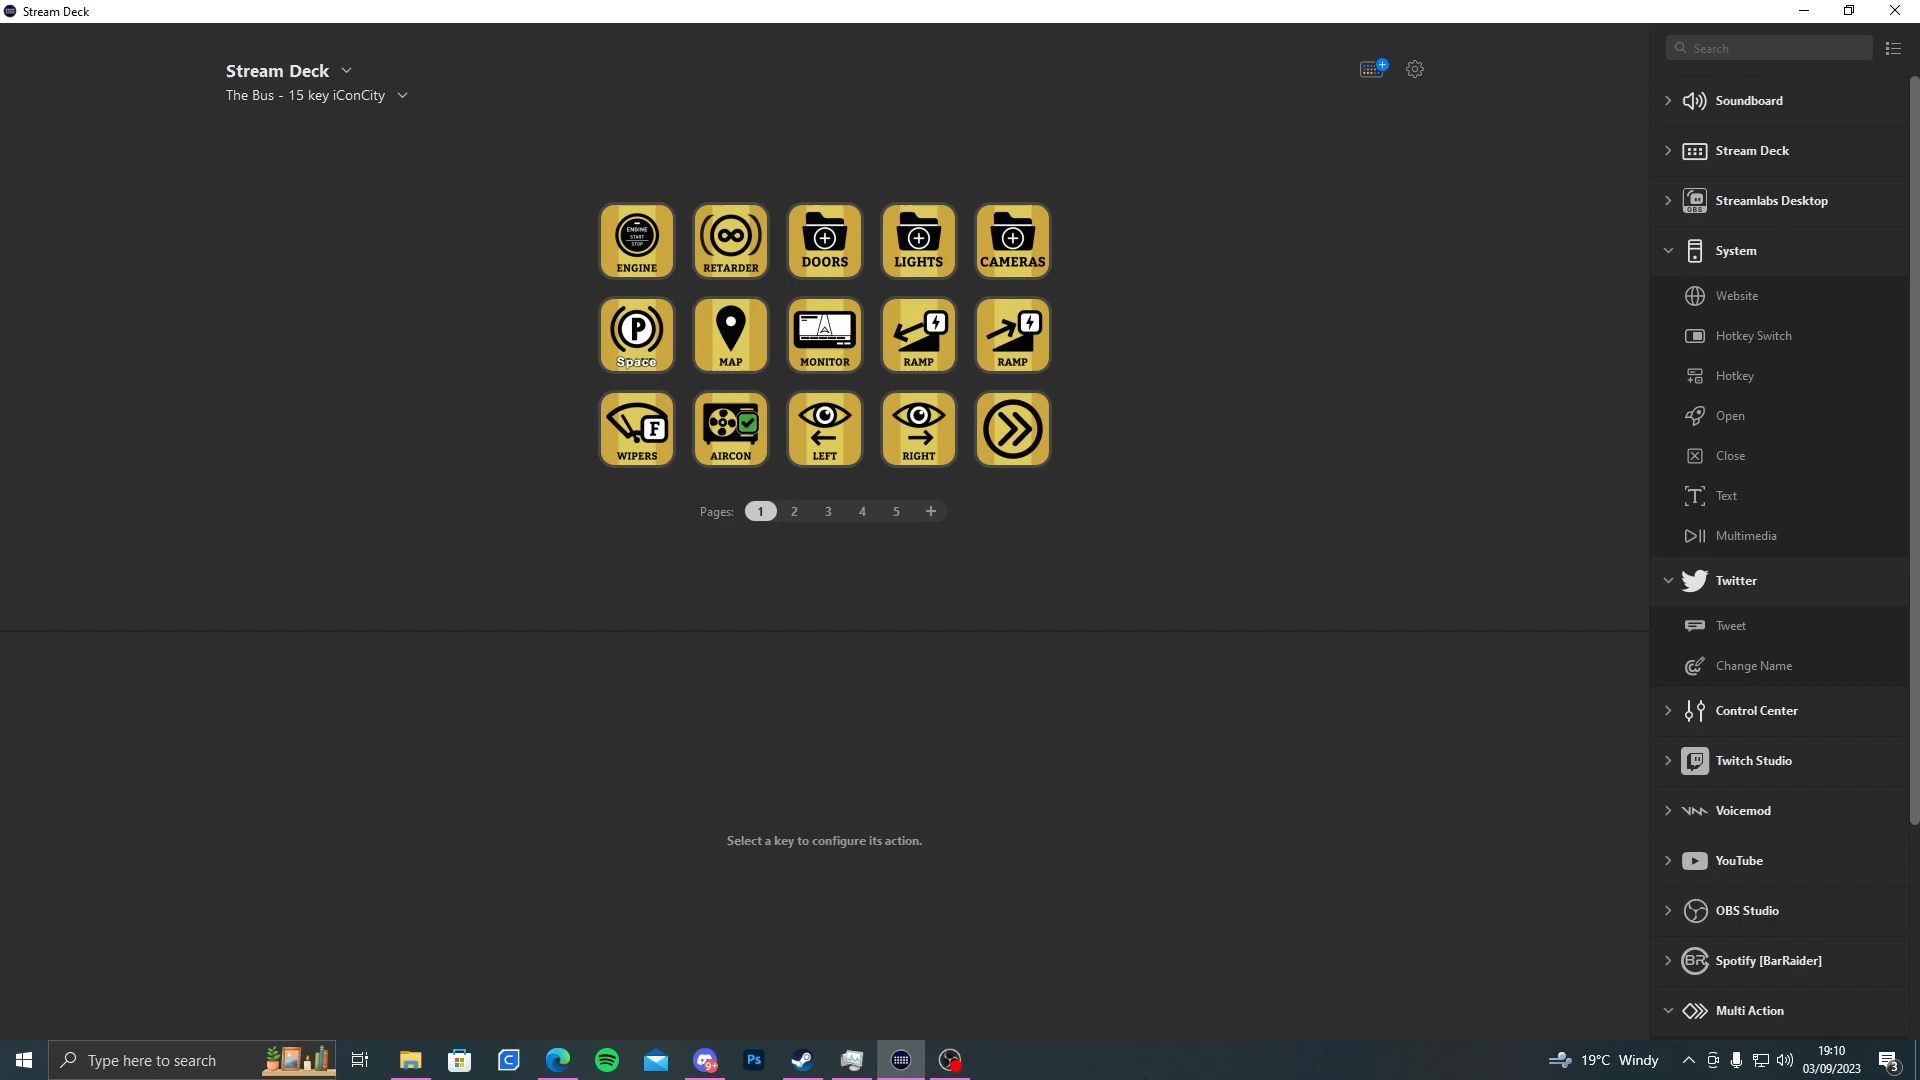 Stream Deck
Stream Deck
The Bus - 15 key iConCity
ENGINE
START
STOP
ENGINE
RETARDER
DOORS
LIGHTS
CAMERAS
P
Space
MAP
MONITOR
RAMP
RAMP
F
WIPERS
AIRCON
LEFT
RIGHT
Pages: 1 2 3 4 5 +
Select a key to configure its action.
Search
Soundboard
Stream Deck
OBS
Streamlabs Desktop
System
Website
Hotkey Switch
Hotkey
Open
Close
T
Text
Multimedia
Twitter
Tweet
Change Name
Control Center
Twitch Studio
Voicemod
YouTube
OBS Studio
BR
Spotify [BarRaider]
Multi Action
Type here to search
9+
Ps
19°C Windy
19:10
03/09/2023
3